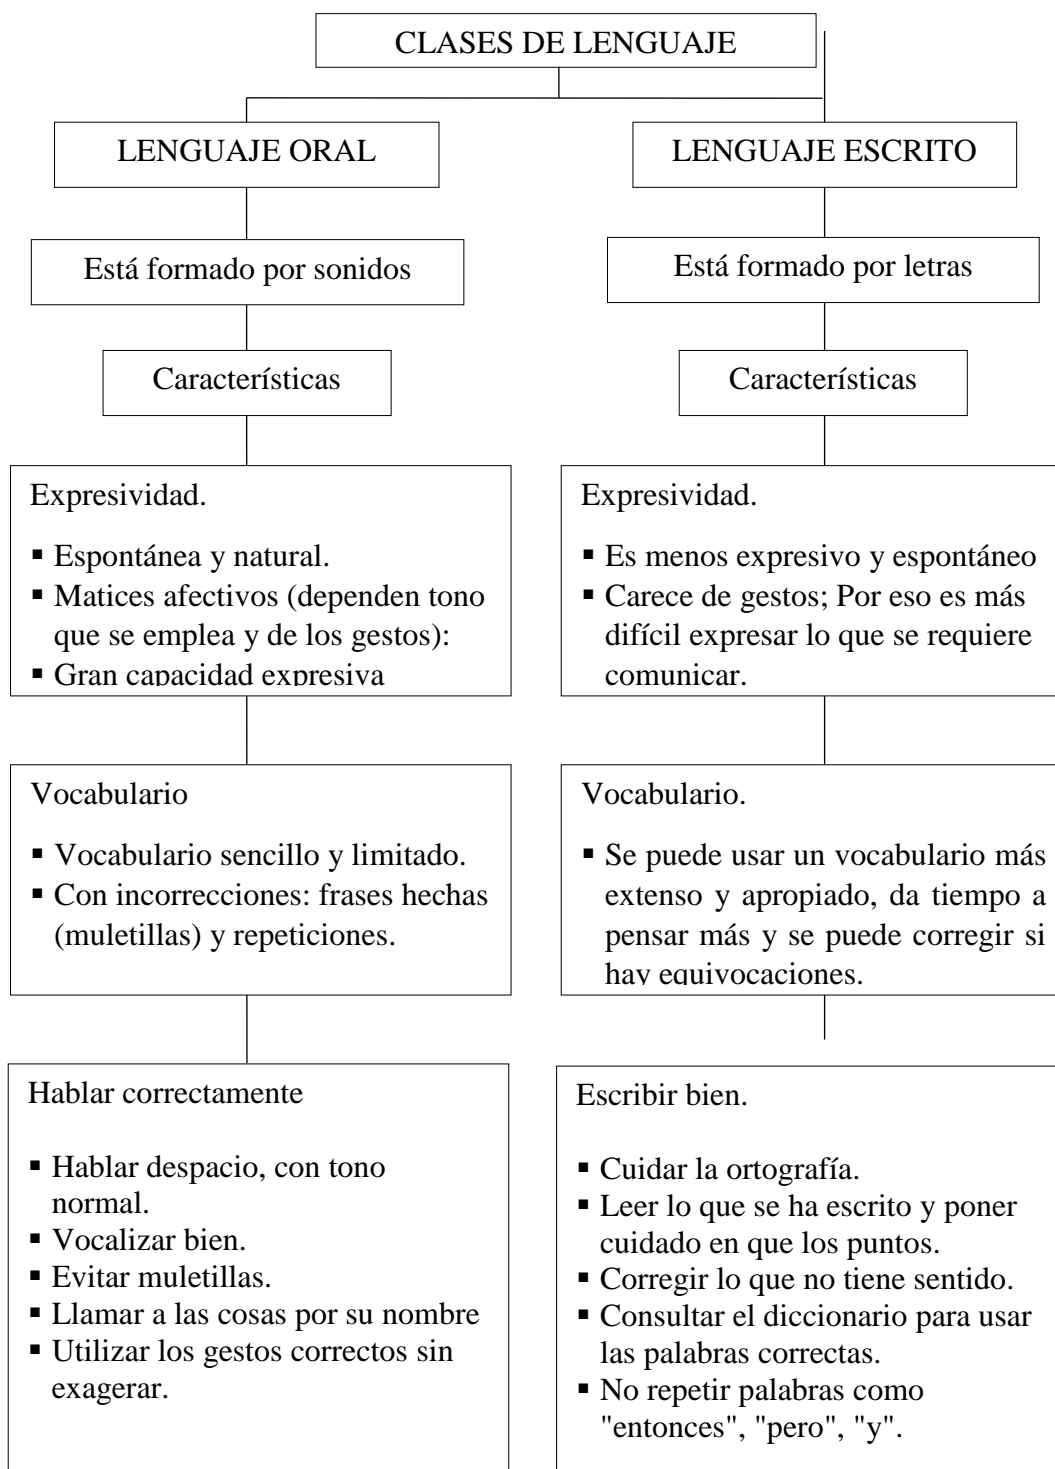 CLASES DE LENGUAJE
LENGUAJE ORAL
LENGUAJE ESCRITO
Está formado por sonidos
Está formado por letras
Características
Características
Expresividad.
▪ Espontánea y natural.
▪ Matices afectivos (dependen tono
que se emplea y de los gestos):
▪ Gran capacidad expresiva
Expresividad.
▪ Es menos expresivo y espontáneo
▪ Carece de gestos; Por eso es más
difícil expresar lo que se requiere
comunicar.
Vocabulario
▪ Vocabulario sencillo y limitado.
▪ Con incorrecciones: frases hechas
(muletillas) y repeticiones.
Vocabulario.
▪ Se puede usar un vocabulario más
extenso y apropiado, da tiempo a
pensar más y se puede corregir si
hay equivocaciones.
Hablar correctamente
▪ Hablar despacio, con tono
normal.
▪ Vocalizar bien.
▪ Evitar muletillas.
▪ Llamar a las cosas por su nombre
▪ Utilizar los gestos correctos sin
exagerar.
Escribir bien.
▪ Cuidar la ortografía.
▪ Leer lo que se ha escrito y poner
cuidado en que los puntos.
▪ Corregir lo que no tiene sentido.
▪ Consultar el diccionario para usar
las palabras correctas.
▪ No repetir palabras como
"entonces", "pero", "y".